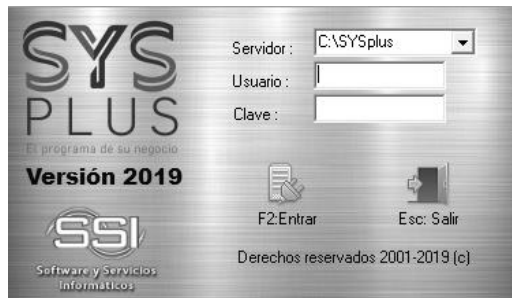 SYS
PLUS
El programa de su negocio
Versión 2019
SSI
Software y Servicios
Informaticos
Servidor :
C:\SYSplus
Usuario :
Clave :
F2:Entrar
Esc: Salir
Derechos reservados 2001-2019 (c)